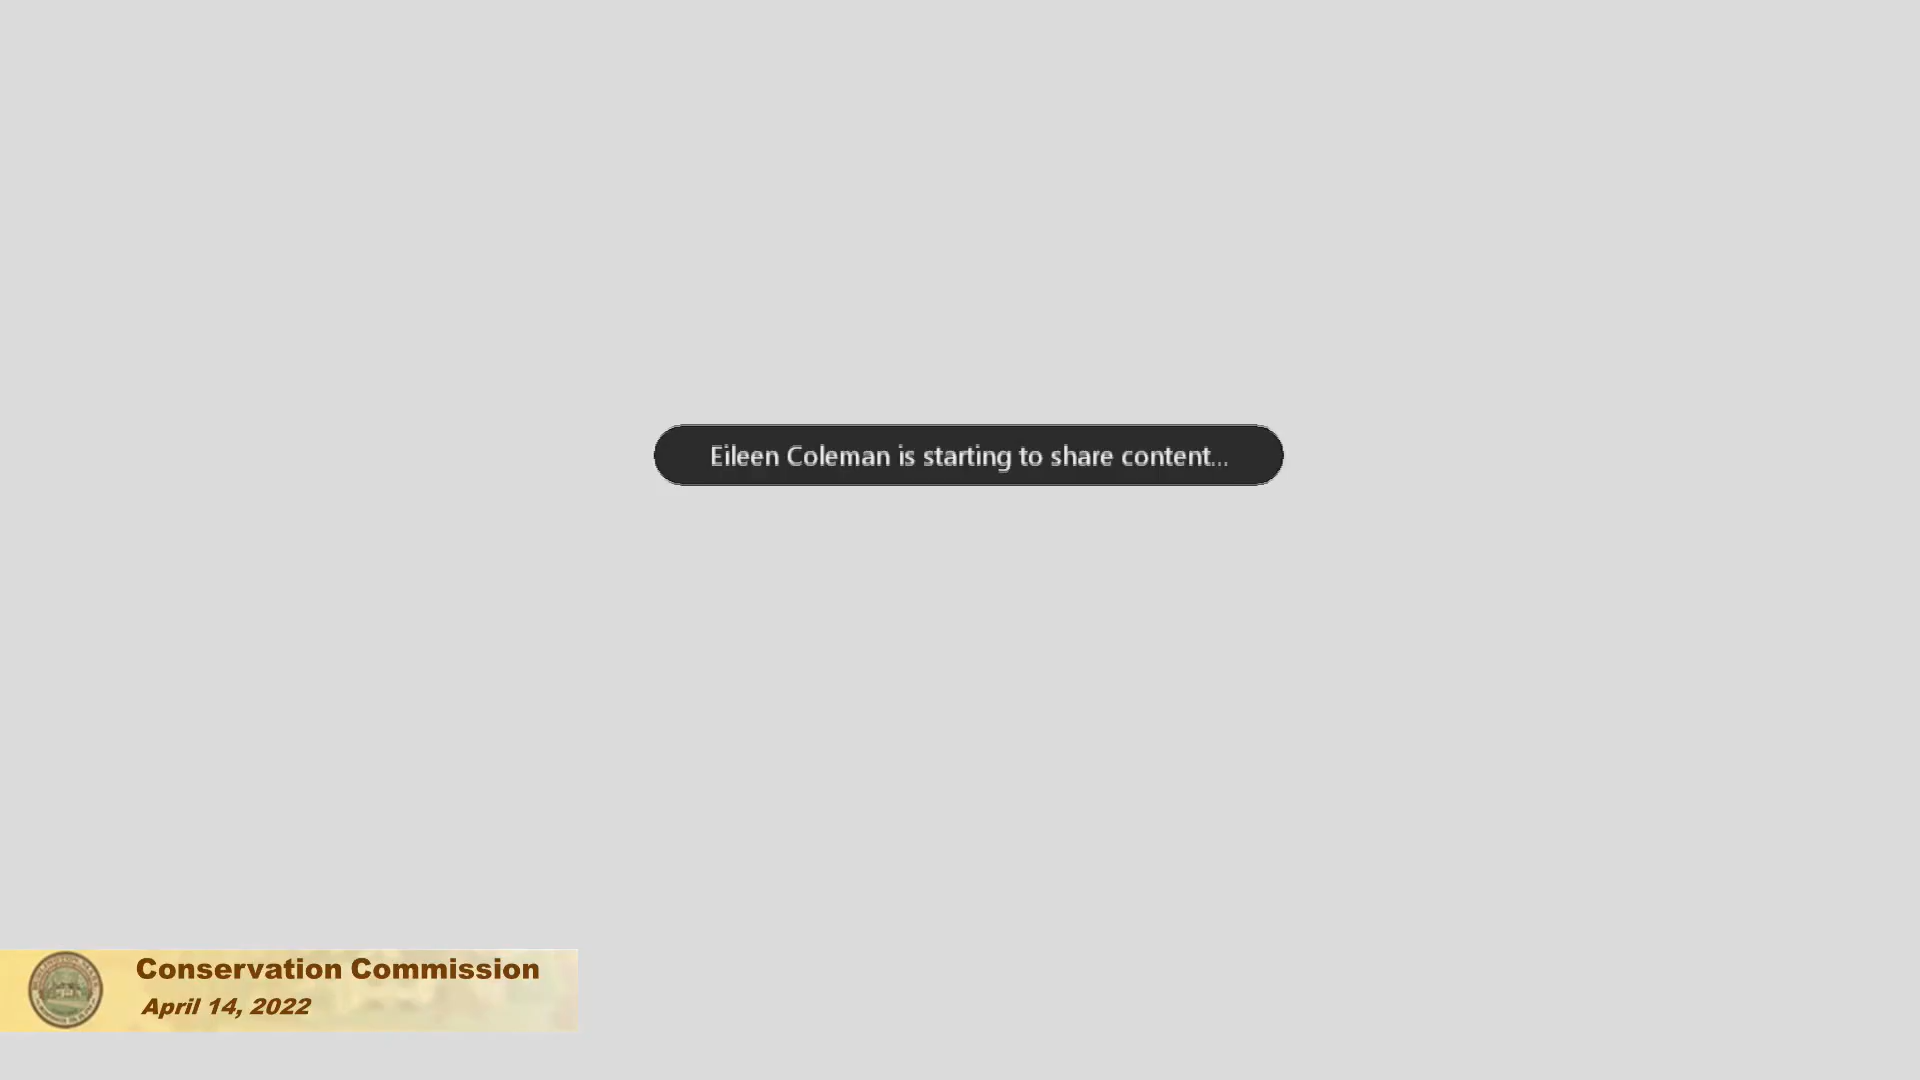 Eileen Coleman is starting to share content...
Conservation Commission
April 14, 2022